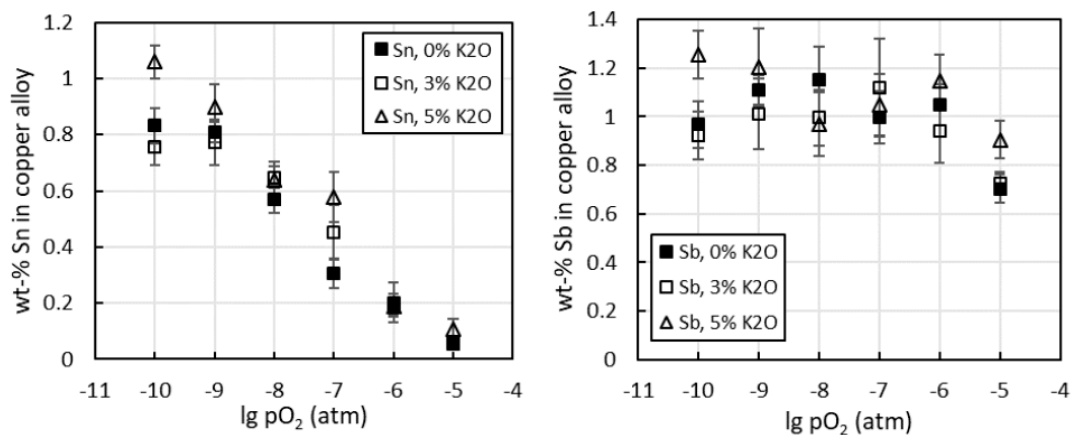 wt-% Sn in copper alloy
1.2
1
0.8
0.6
0.4
0.2
0
Sn, 0% K2O
Sn, 3% K2O
Sn, 5% K2O
-11 -10 -9 -8 -7 -6 -5 -4
lg pO₂ (atm)
wt-% Sb in copper alloy
1.4
1.2
1.0
0.8
0.6
0.4
0.2
0
Sb, 0% K2O
Sb, 3% K2O
Sb, 5% K2O
-11 -10 -9 -8 -7 -6 -5 -4
lg pO₂ (atm)